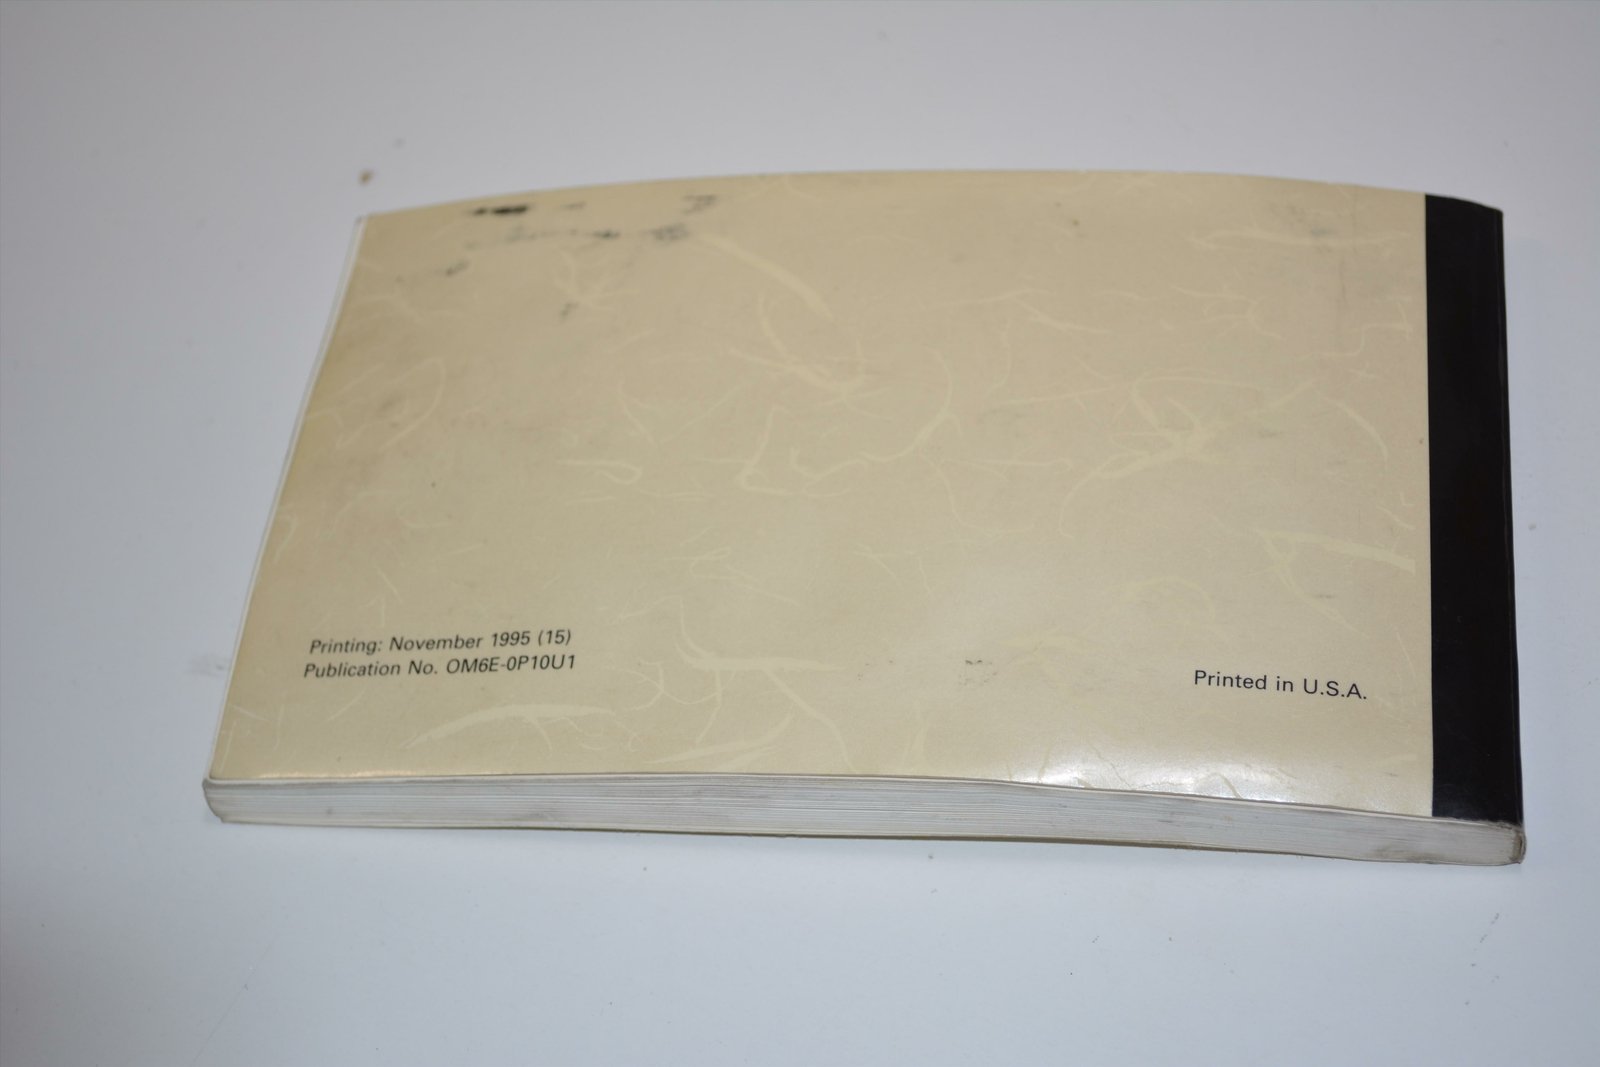 Printing: November 1995 (15)
Publication No. OM6E-0P10U1
Printed in U.S.A.